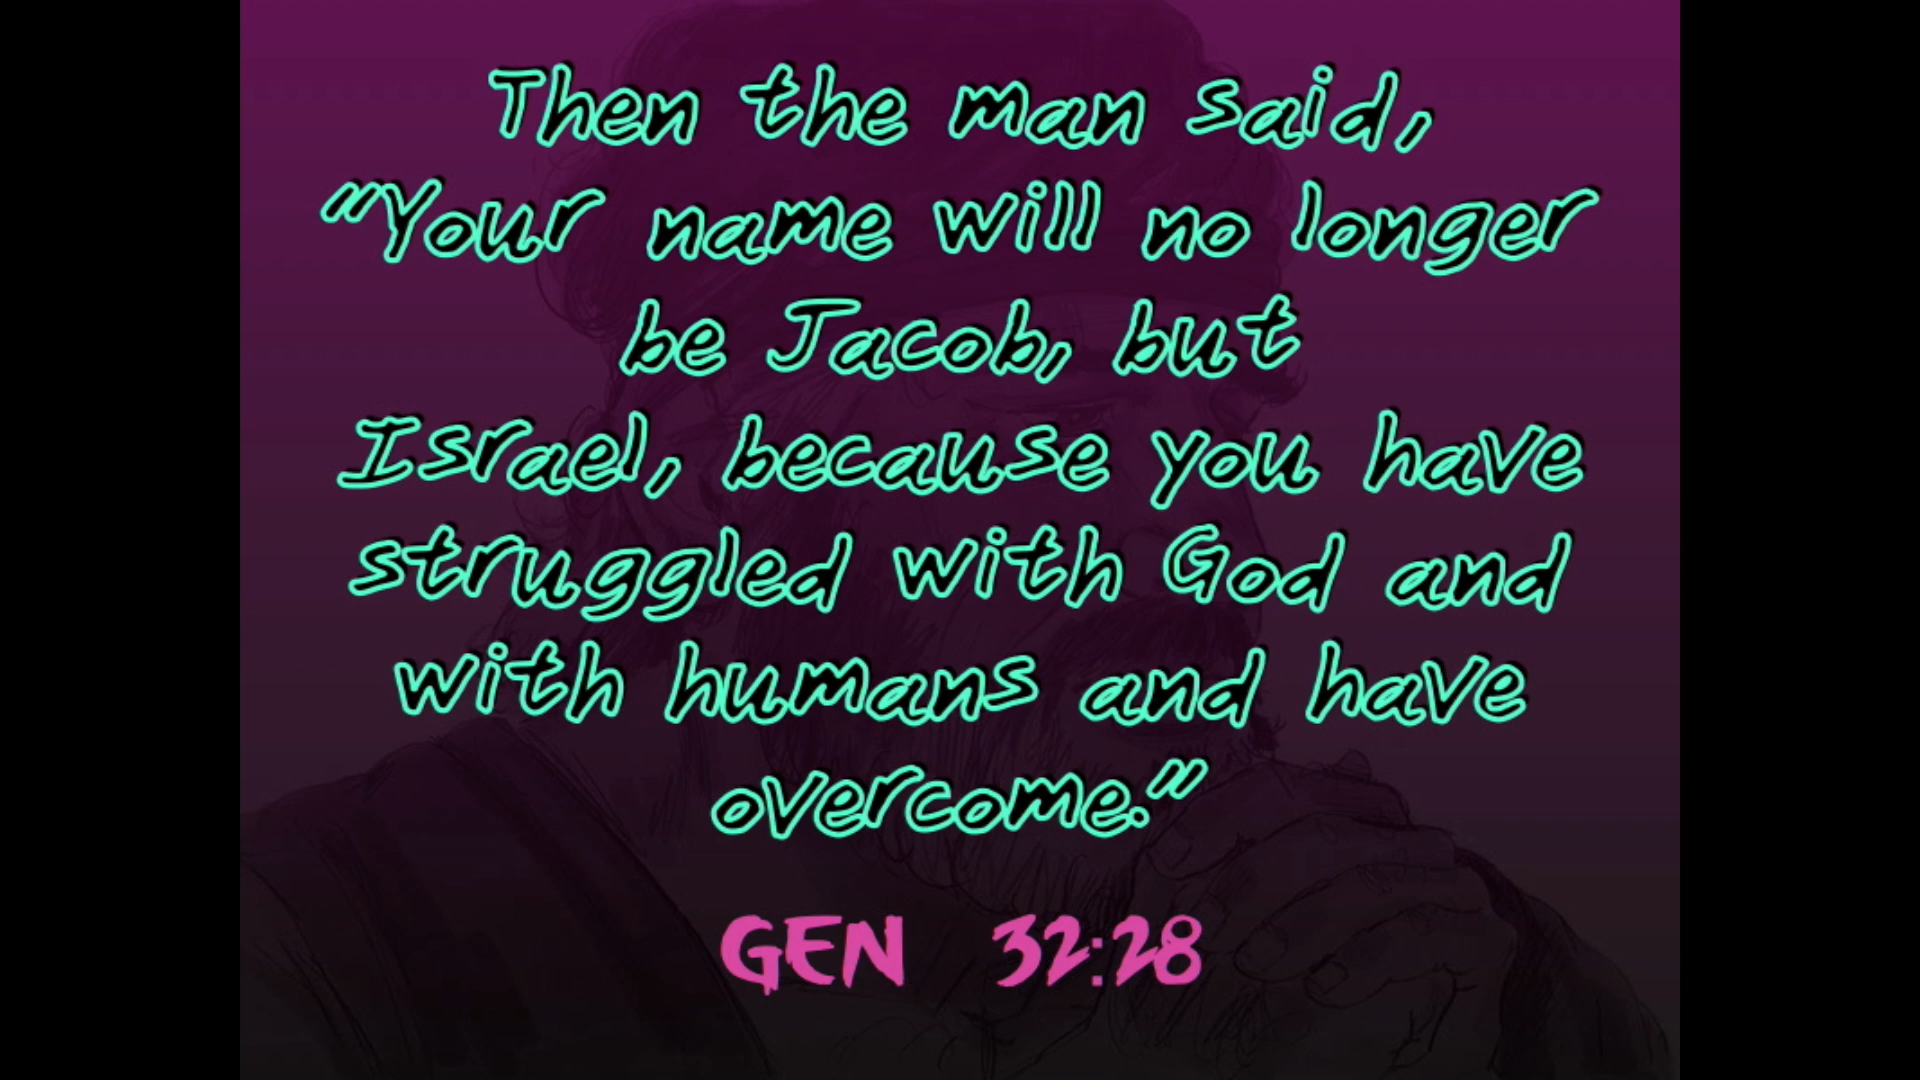 Then the man said,
"Your name will no longer
be Jacob, but
Israel, because you have
struggled with God and
with humans and have
overcome."
GEN 32:28